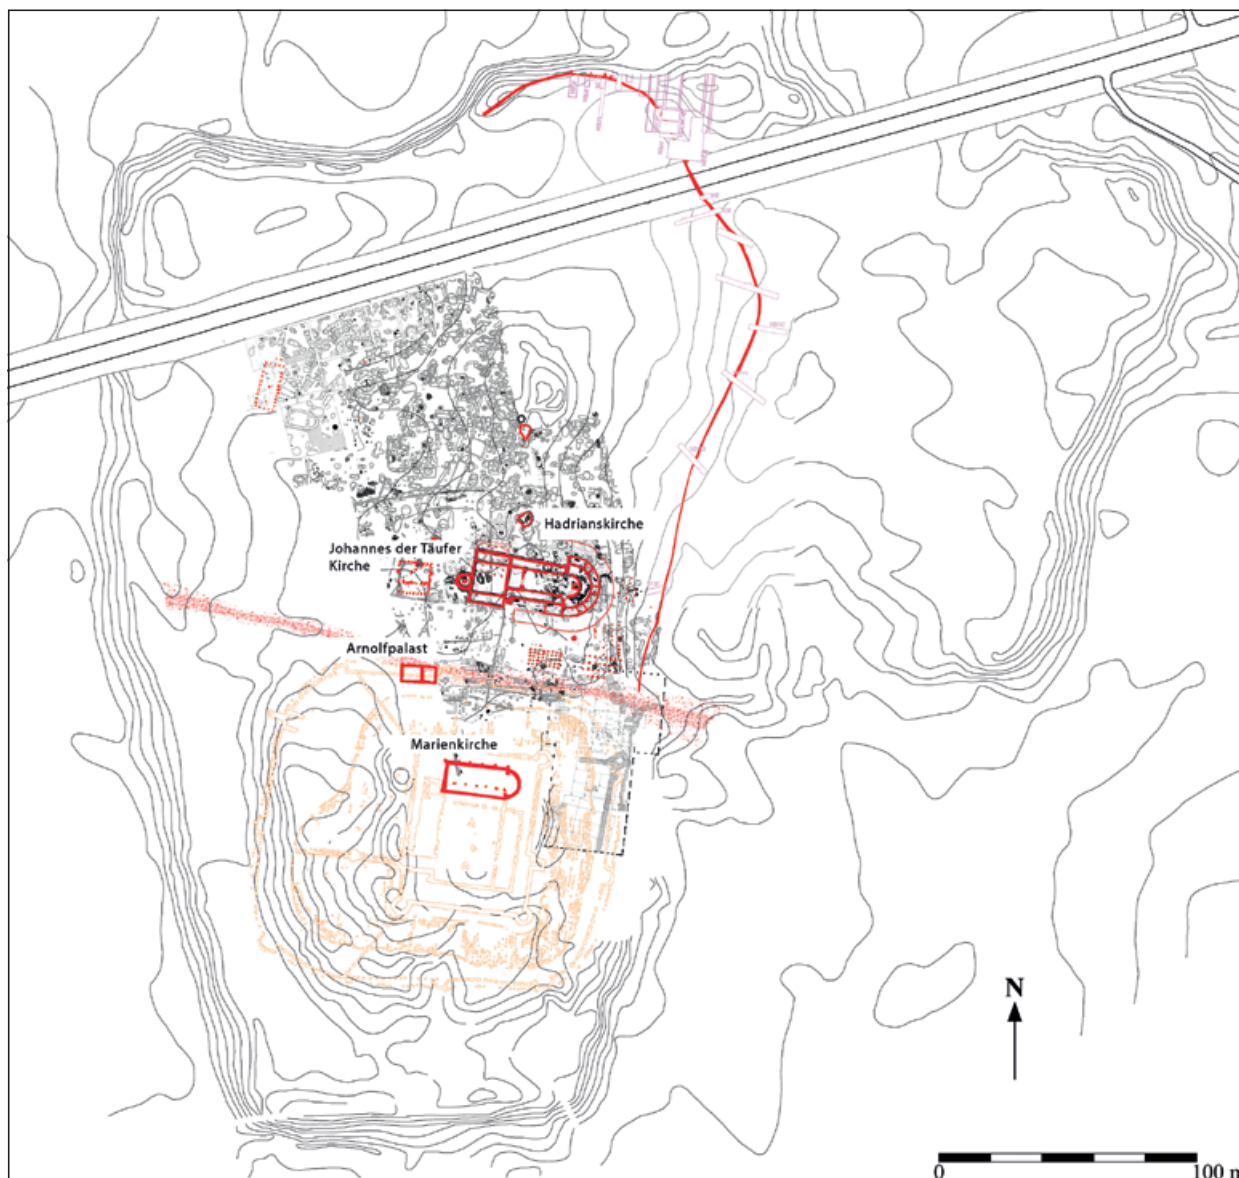 Hadrianskirche
Johannes der Täufer
Kirche
Arnolfpalast
Marienkirche
N
0
100 m